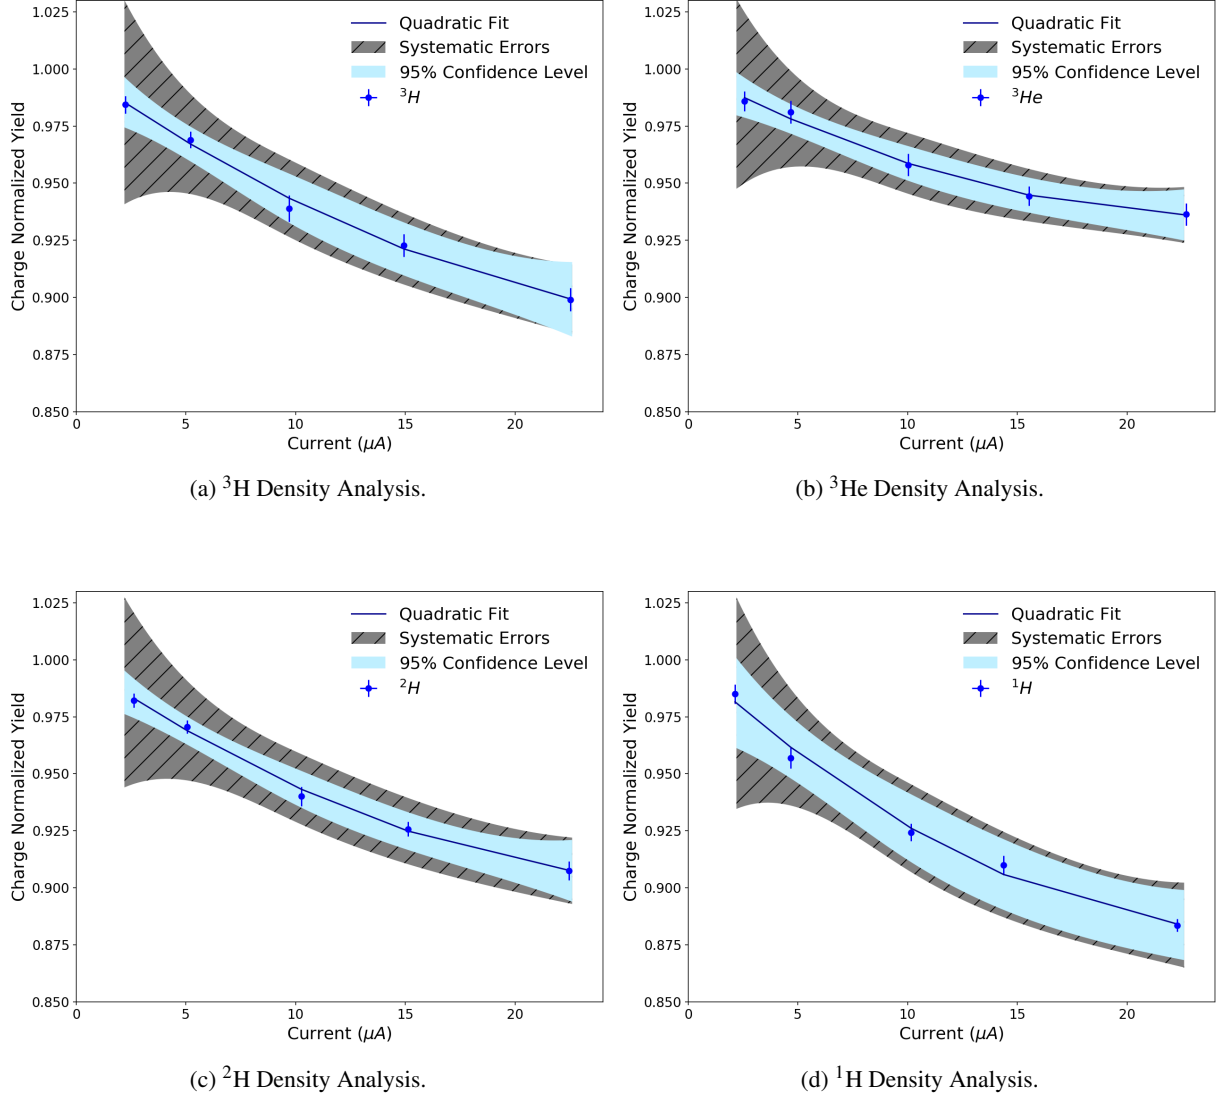 1.025
1.000
0.975
0.950
0.925
0.900
0.875
0.850
Charge Normalized Yield
Quadratic Fit
Systematic Errors
95% Confidence Level
³H
0 5 10 15 20
Current (μA)
(a) ³H Density Analysis.
1.025
1.000
0.975
0.950
0.925
0.900
0.875
0.850
Charge Normalized Yield
Quadratic Fit
Systematic Errors
95% Confidence Level
³He
0 5 10 15 20
Current (μA)
(b) ³He Density Analysis.
1.025
1.000
0.975
0.950
0.925
0.900
0.875
0.850
Charge Normalized Yield
Quadratic Fit
Systematic Errors
95% Confidence Level
²H
0 5 10 15 20
Current (μA)
(c) ²H Density Analysis.
1.025
1.000
0.975
0.950
0.925
0.900
0.875
0.850
Charge Normalized Yield
Quadratic Fit
Systematic Errors
95% Confidence Level
¹H
0 5 10 15 20
Current (μA)
(d) ¹H Density Analysis.